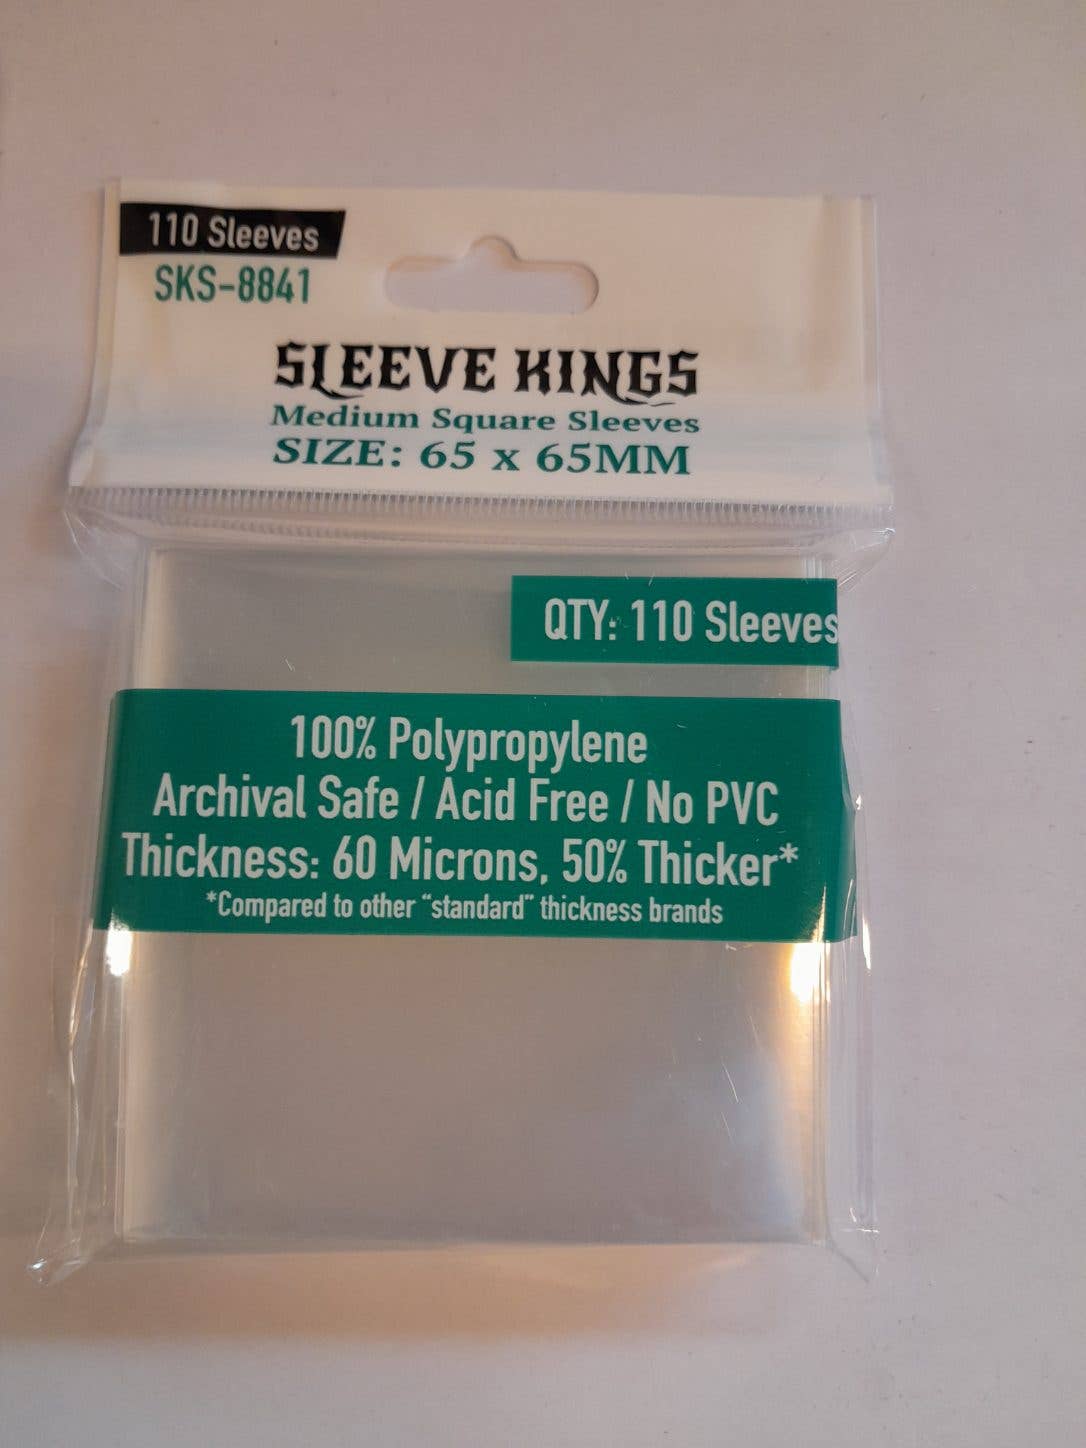 110 Sleeves
SKS-8841
SLEEVE KINGS
Medium Square Sleeves
SIZE: 65 x 65MM
QTY: 110 Sleeves
100% Polypropylene
Archival Safe / Acid Free / No PVC
Thickness: 60 Microns, 50% Thicker*
*Compared to other “standard” thickness brands